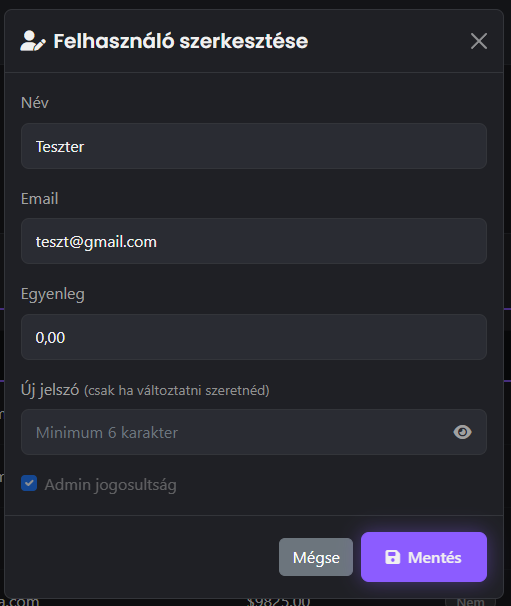 Felhasználó szerkesztése
Név
Teszter
Email
teszt@gmail.com
Egyenleg
0,00
Új jelszó (csak ha változtatni szeretnéd)
Minimum 6 karakter
Admin jogosultság
Mégse Mentés
a.com $9825.00 Nem